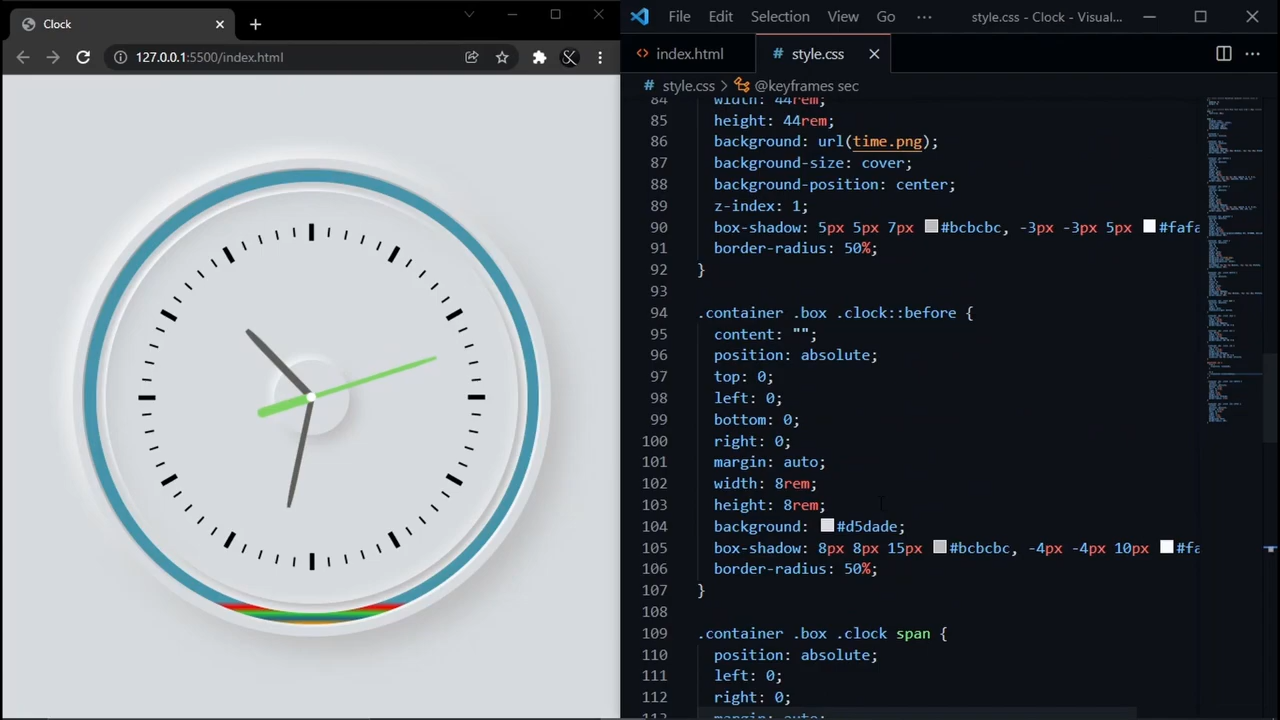 Clock
127.0.0.1:5500/index.html
File Edit Selection View Go ··· style.css - Clock - Visual...
index.html # style.css
# style.css > @keyframes sec
84 width: 44rem;
85 height: 44rem;
86 background: url(time.png);
87 background-size: cover;
88 background-position: center;
89 z-index: 1;
90 box-shadow: 5px 5px 7px #bcbcbc, -3px -3px 5px #fafa
91 border-radius: 50%;
92 }
93
94 .container .box .clock::before {
95 content: "";
96 position: absolute;
97 top: 0;
98 left: 0;
99 bottom: 0;
100 right: 0;
101 margin: auto;
102 width: 8rem;
103 height: 8rem;
104 background: #d5dade;
105 box-shadow: 8px 8px 15px #bcbcbc, -4px -4px 10px #fa
106 border-radius: 50%;
107 }
108
109 .container .box .clock span {
110 position: absolute;
111 left: 0;
112 right: 0;
113 margin: auto;